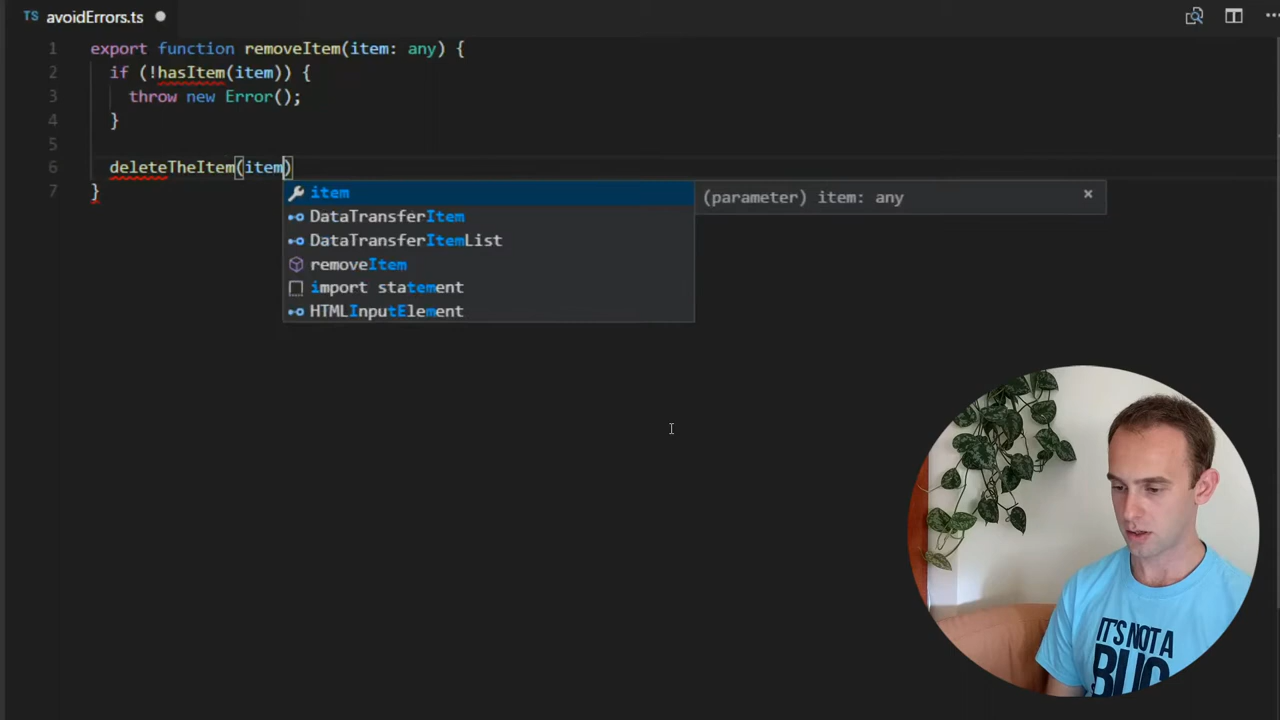 TS avoidErrors.ts
1 export function removeItem(item: any) {
2 if (!hasItem(item)) {
3 throw new Error();
4 }
5
6 deleteTheItem(item)
7 }
item
(parameter) item: any
DataTransferItem
DataTransferItemList
removeItem
import statement
HTMLInputElement
IT'S NOT A
BUG